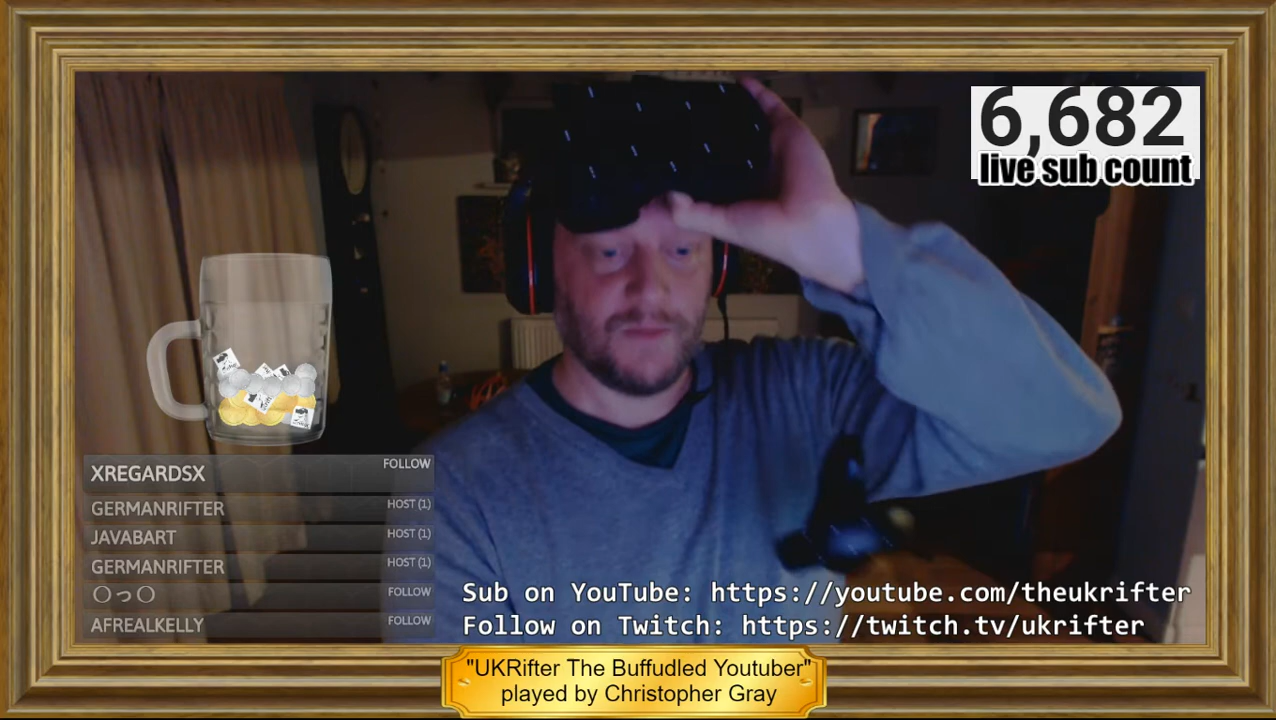 6,682
live sub count
XREGARDSX FOLLOW
GERMANRIFTER HOST (1)
JAVABART HOST (1)
GERMANRIFTER HOST (1)
〇っ〇 FOLLOW
AFREALKELLY FOLLOW
Sub on YouTube: https://youtube.com/theukrifter
Follow on Twitch: https://twitch.tv/ukrifter
"UKRifter The Buffudled Youtuber"
played by Christopher Gray